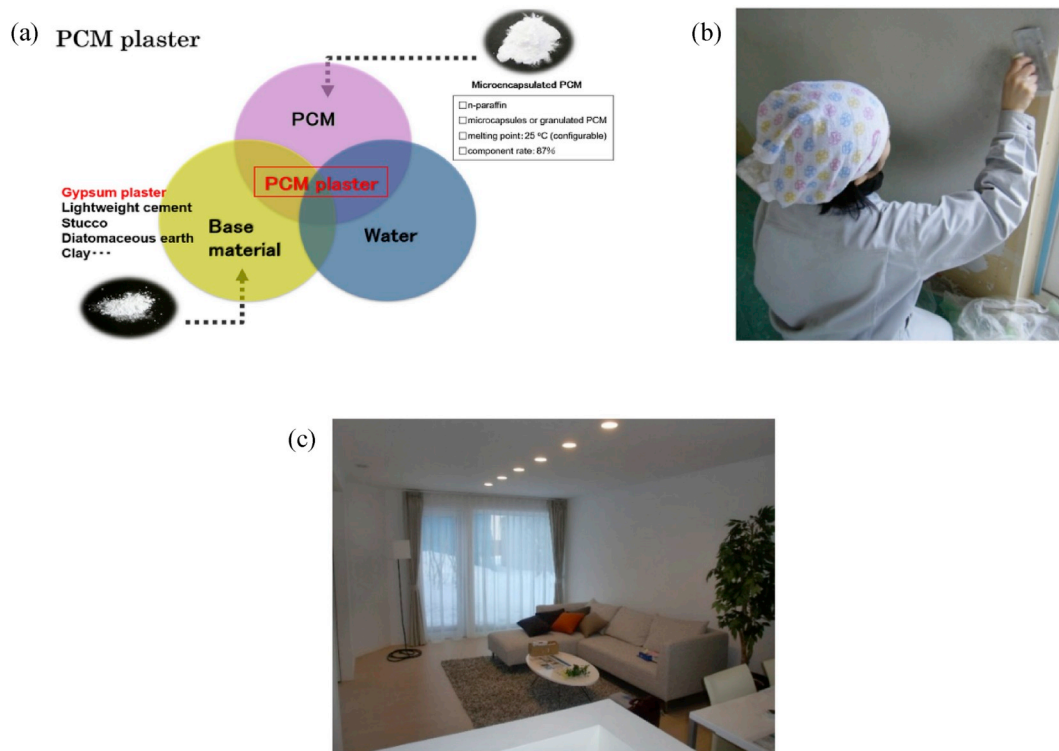 (a)
PCM plaster
(b)
Microencapsulated PCM
□n-paraffin
□microcapsules or granulated PCM
□melting point: 25 ºC (configurable)
□component rate: 87%
PCM
PCM plaster
Gypsum plaster
Lightweight cement
Stucco
Diatomaceous earth
Clay･･･
Base
material
Water
(c)